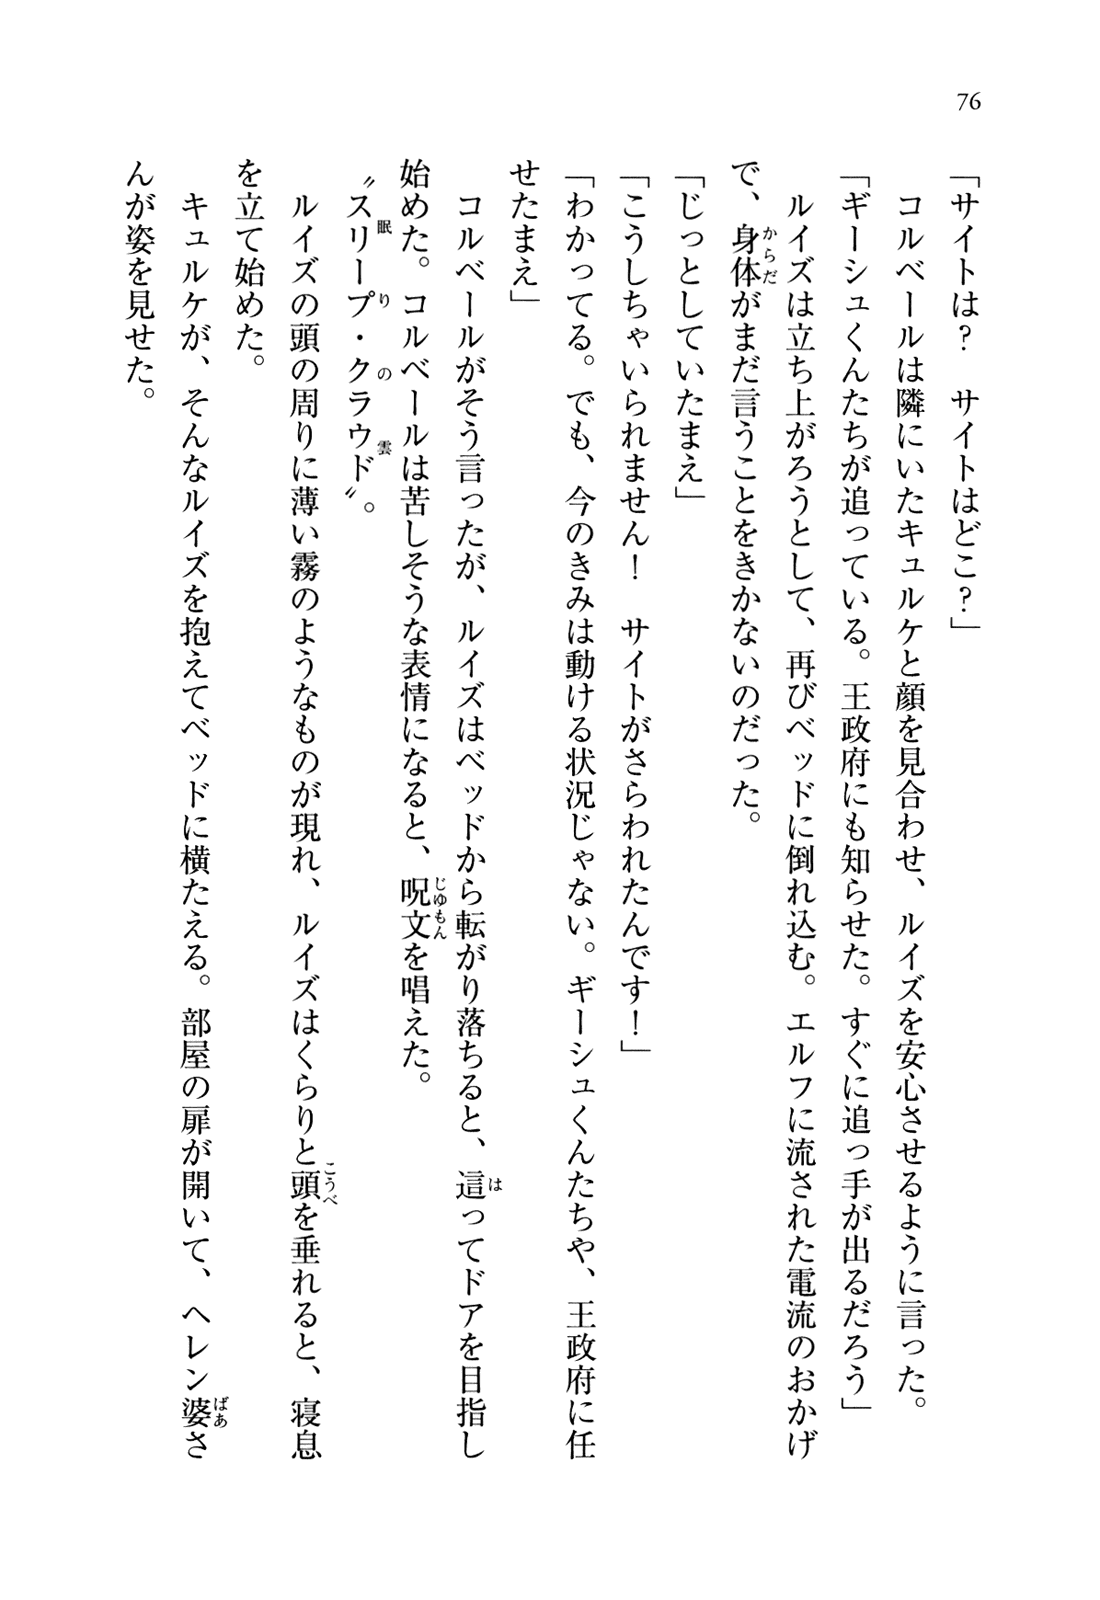 76
「サイトは？　サイトはどこ？」
　コルベールは隣にいたキュルケと顔を見合わせ、ルイズを安心させるように言った。
「ギーシュくんたちが追っている。王政府にも知らせた。すぐに追っ手が出るだろう」
　ルイズは立ち上がろうとして、再びベッドに倒れ込む。エルフに流された電流のおかげ
で、身体からだがまだ言うことをきかないのだった。
「じっとしていたまえ」
「こうしちゃいられません！　サイトがさらわれたんです！」
「わかってる。でも、今のきみは動ける状況じゃない。ギーシュくんたちや、王政府に任
せたまえ」
　コルベールがそう言ったが、ルイズはベッドから転がり落ちると、這はってドアを目指し
始めた。コルベールは苦しそうな表情になると、呪文じゆもんを唱えた。
〝スリープ・クラウド眠りの雲〟。
　ルイズの頭の周りに薄い霧のようなものが現れ、ルイズはくらりと頭こうべを垂れると、寝息
を立て始めた。
　キュルケが、そんなルイズを抱えてベッドに横たえる。部屋の扉が開いて、ヘレン婆ばあさ
んが姿を見せた。